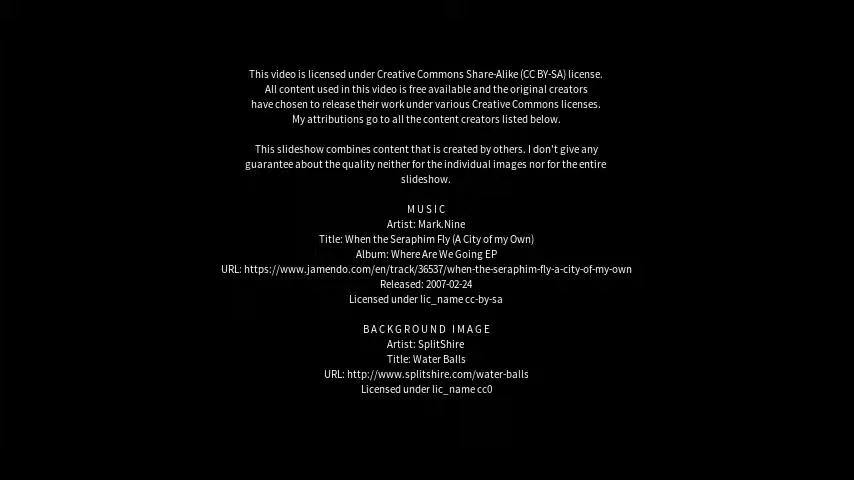 This video is licensed under Creative Commons Share-Alike (CC BY-SA) license.
All content used in this video is free available and the original creators
have chosen to release their work under various Creative Commons licenses.
My attributions go to all the content creators listed below.
This slideshow combines content that is created by others. I don't give any
guarantee about the quality neither for the individual images nor for the entire
slideshow.
MUSIC
Artist: Mark.Nine
Title: When the Seraphim Fly (A City of my Own)
Album: Where Are We Going EP
URL: https://www.jamendo.com/en/track/36537/when-the-seraphim-fly-a-city-of-my-own
Released: 2007-02-24
Licensed under lic_name cc-by-sa
BACKGROUND IMAGE
Artist: SplitShire
Title: Water Balls
URL: http://www.splitshire.com/water-balls
Licensed under lic_name cc0